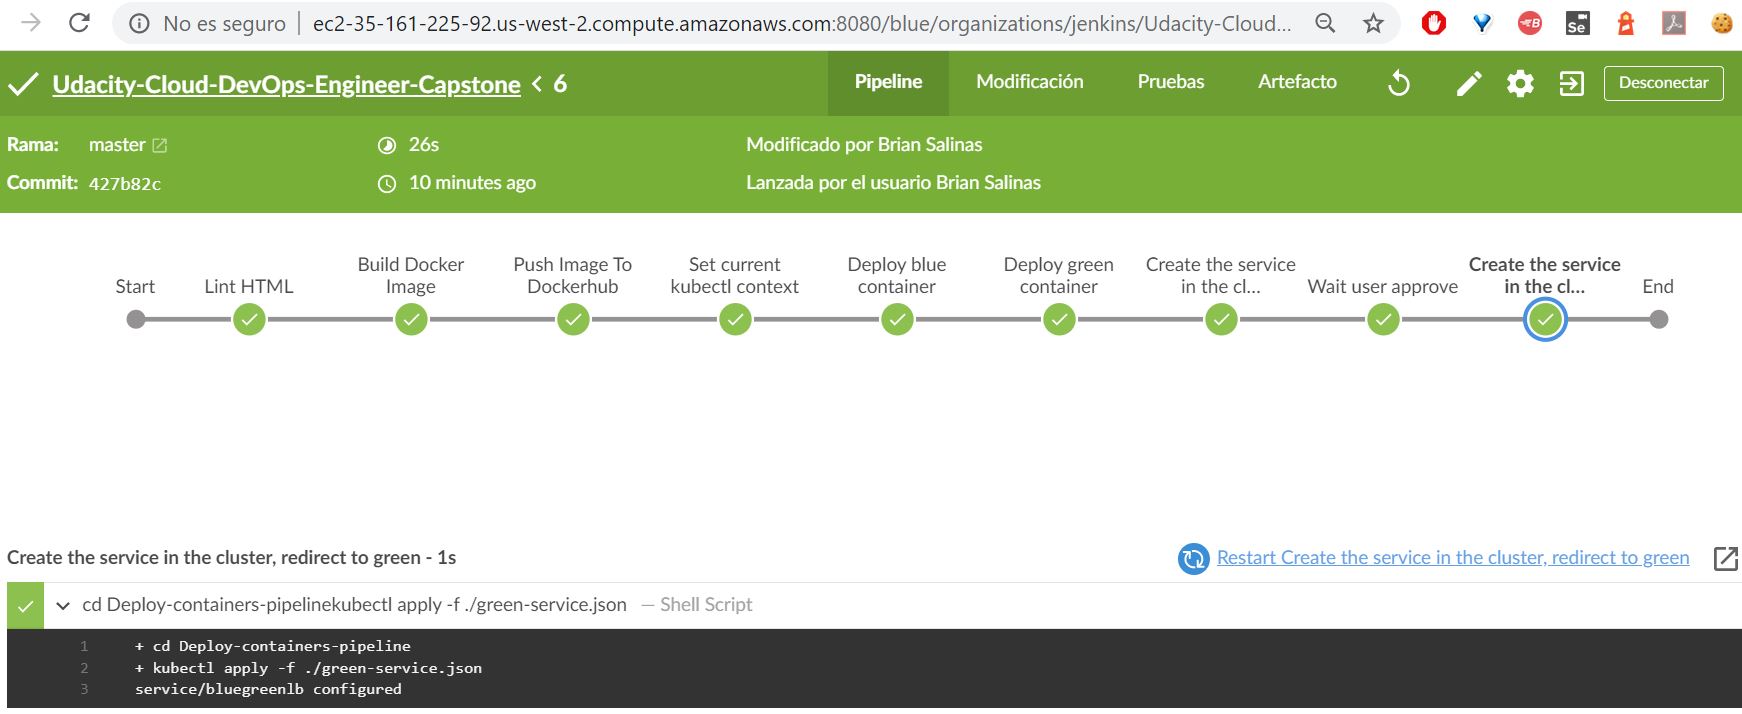 No es seguro | ec2-35-161-225-92.us-west-2.compute.amazonaws.com:8080/blue/organizations/jenkins/Udacity-Cloud...
Udacity-Cloud-DevOps-Engineer-Capstone < 6
Pipeline Modificación Pruebas Artefacto Desconectar
Rama: master 26s Modificado por Brian Salinas
Commit: 427b82c 10 minutes ago Lanzada por el usuario Brian Salinas
Start
Lint HTML
Build Docker
Image
Push Image To
Dockerhub
Set current
kubectl context
Deploy blue
container
Deploy green
container
Create the service
in the cl...
Wait user approve
Create the service
in the cl...
End
Create the service in the cluster, redirect to green - 1s
Restart Create the service in the cluster, redirect to green
cd Deploy-containers-pipelinekubectl apply -f ./green-service.json — Shell Script
1 + cd Deploy-containers-pipeline
2 + kubectl apply -f ./green-service.json
3 service/bluegreenlb configured
Se
B